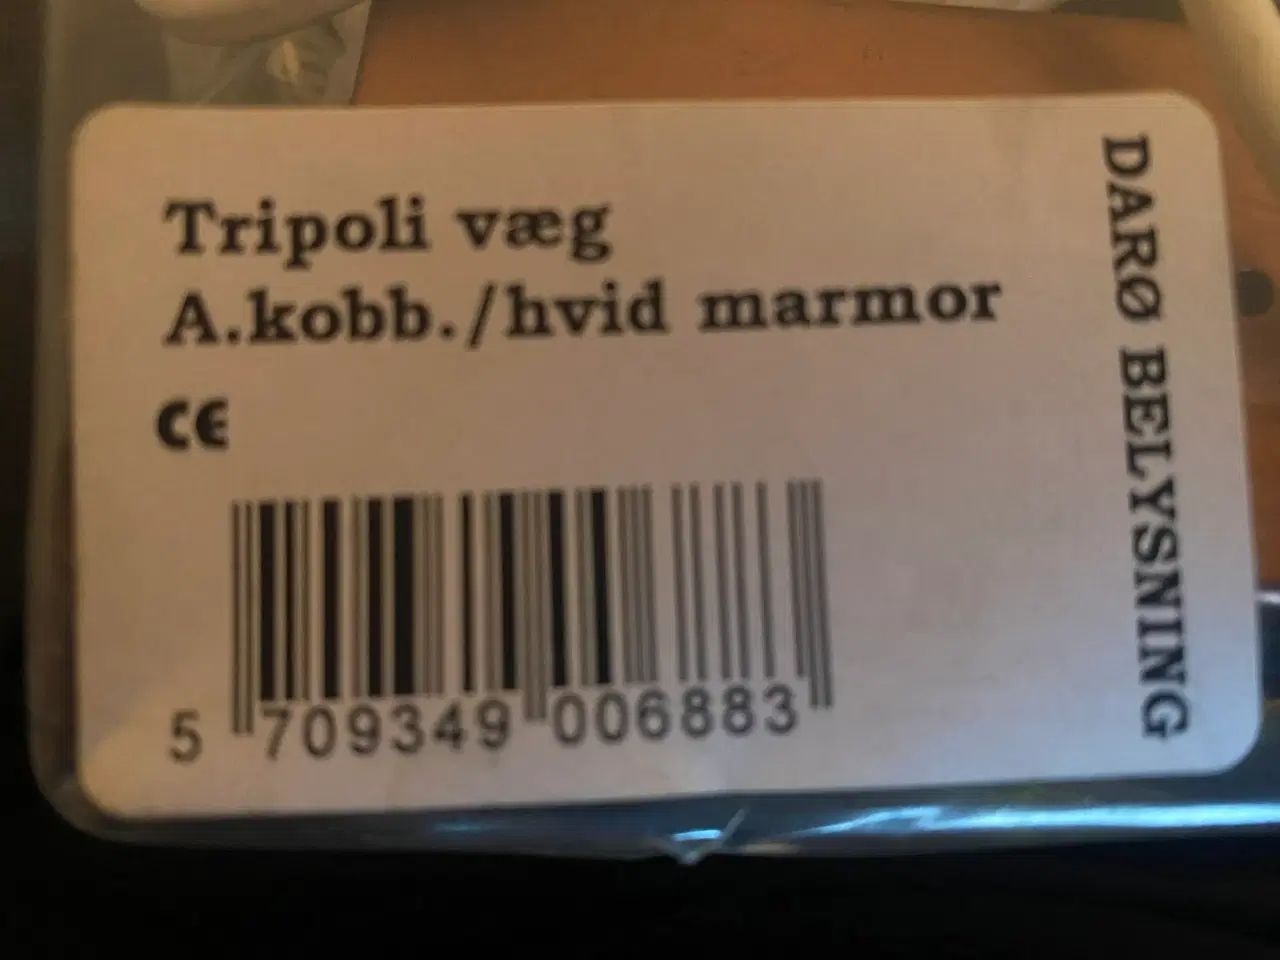 Tripoli væg
A.kobb./hvid marmor
CE
5 709349 006883
DARØ BELYSNING